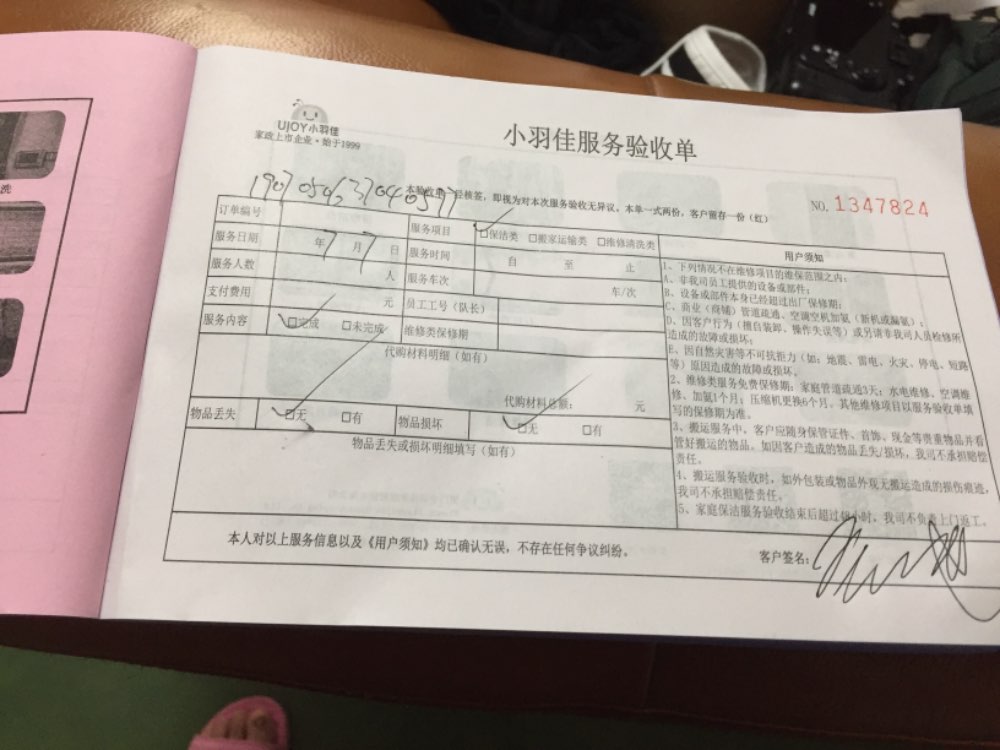 洗
UJOY小羽佳
家政上市企业·始于1999
小羽佳服务验收单
本验收单一经核签，即视为对本次服务验收无异议。本单一式两份，客户留存一份（红）
NO. 1347824
订单编号
服务项目 □保洁类 □搬家运输类 □维修清洗类
服务日期 年7月7日 服务时间 自 至 止
服务人数 人 服务车次 车/次
支付费用 元 员工工号（队长）
服务内容 □完成 □未完成 维修类保修期
代购材料明细（如有）
代购材料总额： 元
物品丢失 □无 □有 物品损坏 □无 □有
物品丢失或损坏明细填写（如有）
用户须知
1、下列情况不在维修项目的维保范围之内：
A、非我司员工提供的设备或部件；
B、设备或部件本身已经超过出厂保修期；
C、商业（商铺）管道疏通、空调空机加氟（新机或漏氟）；
D、因客户行为（擅自装卸、操作失误等）或另请非我司人员检修所
造成的故障或损坏；
E、因自然灾害等不可抗拒力（如：地震、雷电、火灾、停电、短路
等）原因造成的故障或损坏。
2、维修类服务免费保修期：家庭管道疏通3天；水电维修、空调维
修、加氟1个月；压缩机更换6个月。其他维修项目以服务验收单填
写的保修期为准。
3、搬运服务中，客户应随身保管证件、首饰、现金等贵重物品并看
管好搬运的物品。如因客户造成的物品丢失/损坏，我司不承担赔偿
责任。
4、搬运服务验收时，如外包装或物品外观无搬运造成的损伤痕迹，
我司不承担赔偿责任。
5、家庭保洁服务验收结束后超过48小时，我司不负责上门返工。
本人对以上服务信息以及《用户须知》均已确认无误，不存在任何争议纠纷。
客户签名：